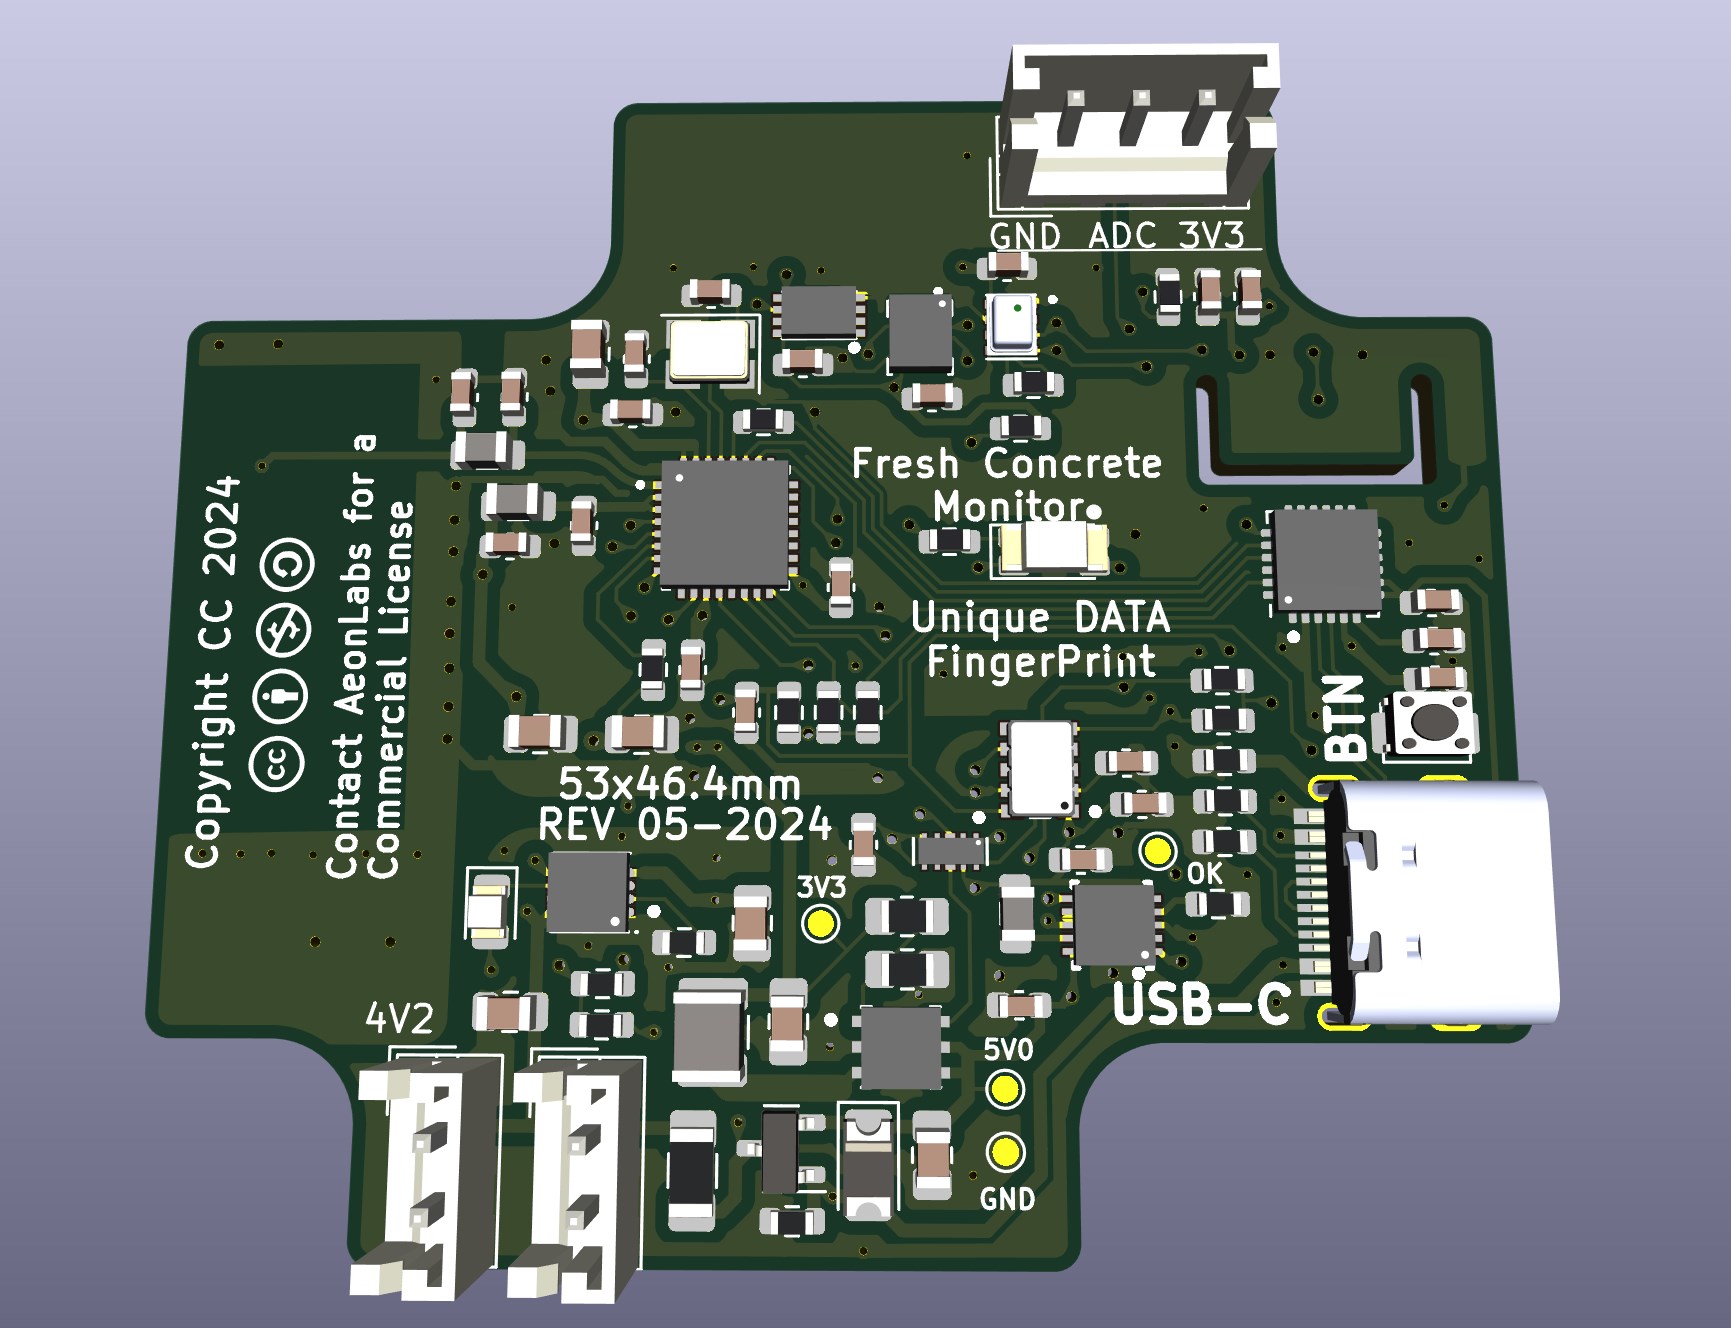 GND ADC 3V3
Fresh Concrete
Monitor
Unique DATA
FingerPrint
Copyright CC 2024
cc
Contact AeonLabs for a
Commercial License
BTN
53x46.4mm
REV 05-2024
3V3
OK
USB-C
4V2
5V0
GND